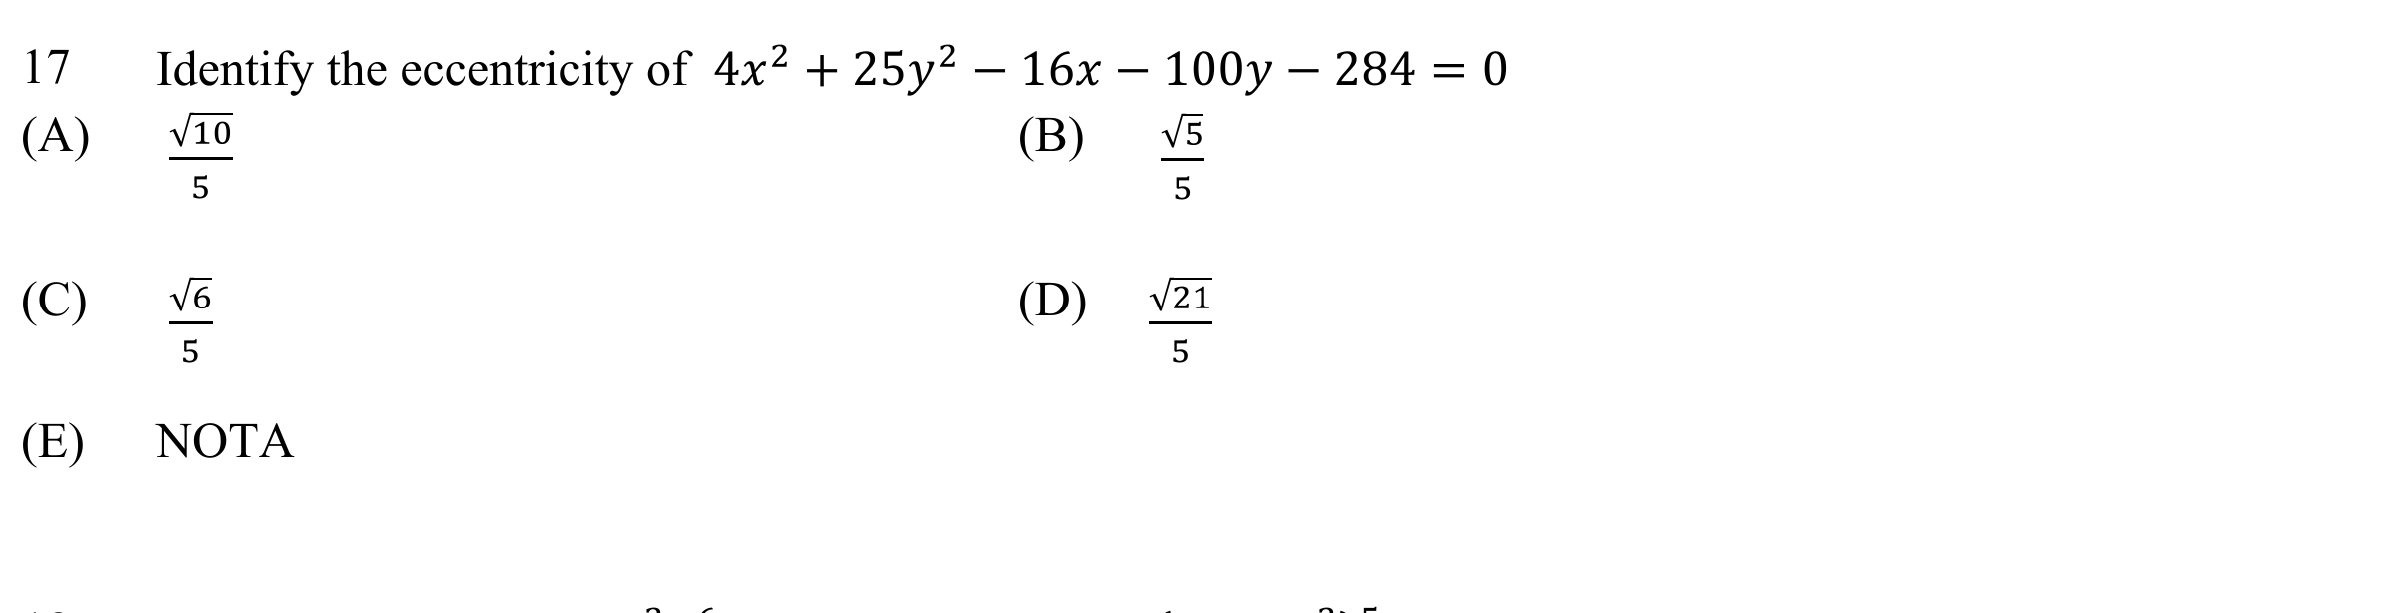 17 Identify the eccentricity of 4x² + 25y² − 16x − 100y − 284 = 0
(A) √10/5 (B) √5/5
(C) √6/5 (D) √21/5
(E) NOTA